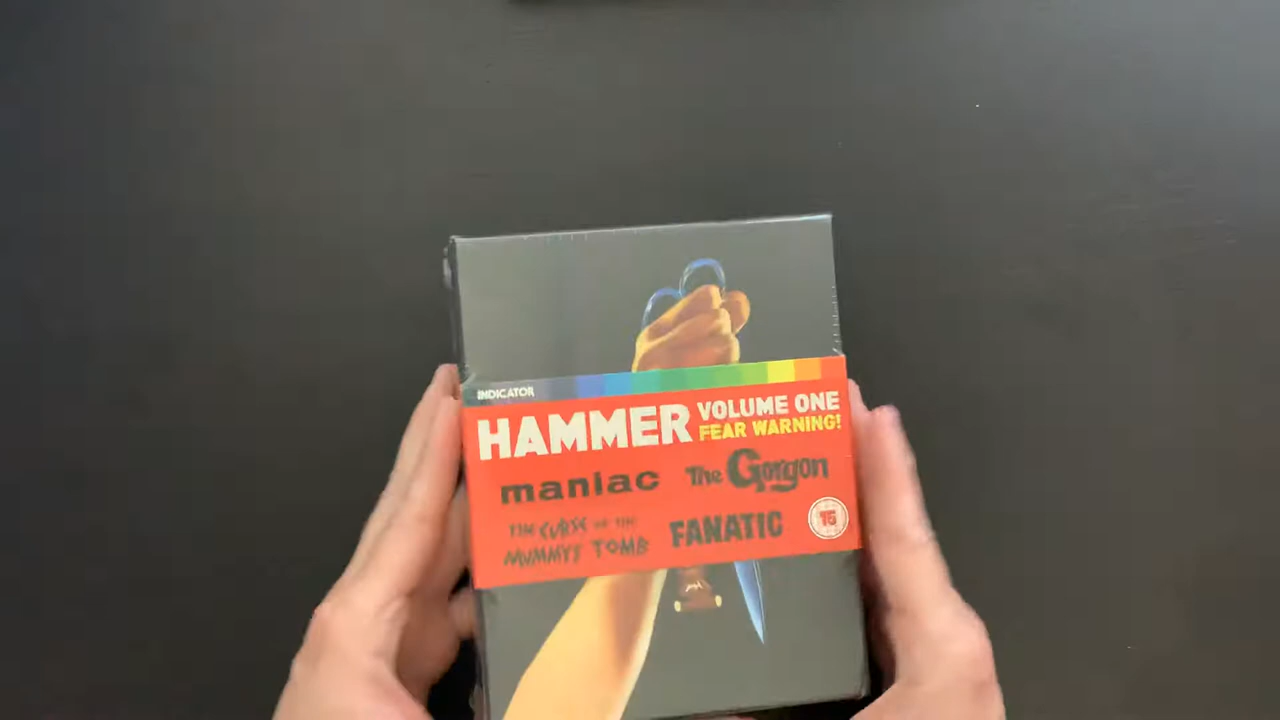 INDICATOR
HAMMER VOLUME ONE
FEAR WARNING!
maniac The Gorgon
THE CURSE OF THE
MUMMY'S TOMB FANATIC
15